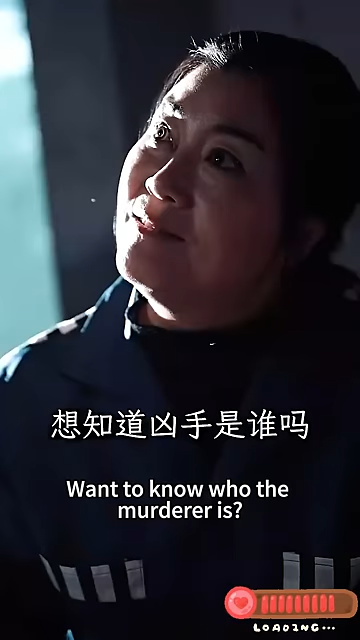 想知道凶手是谁吗
Want to know who the
murderer is?
LOADING...